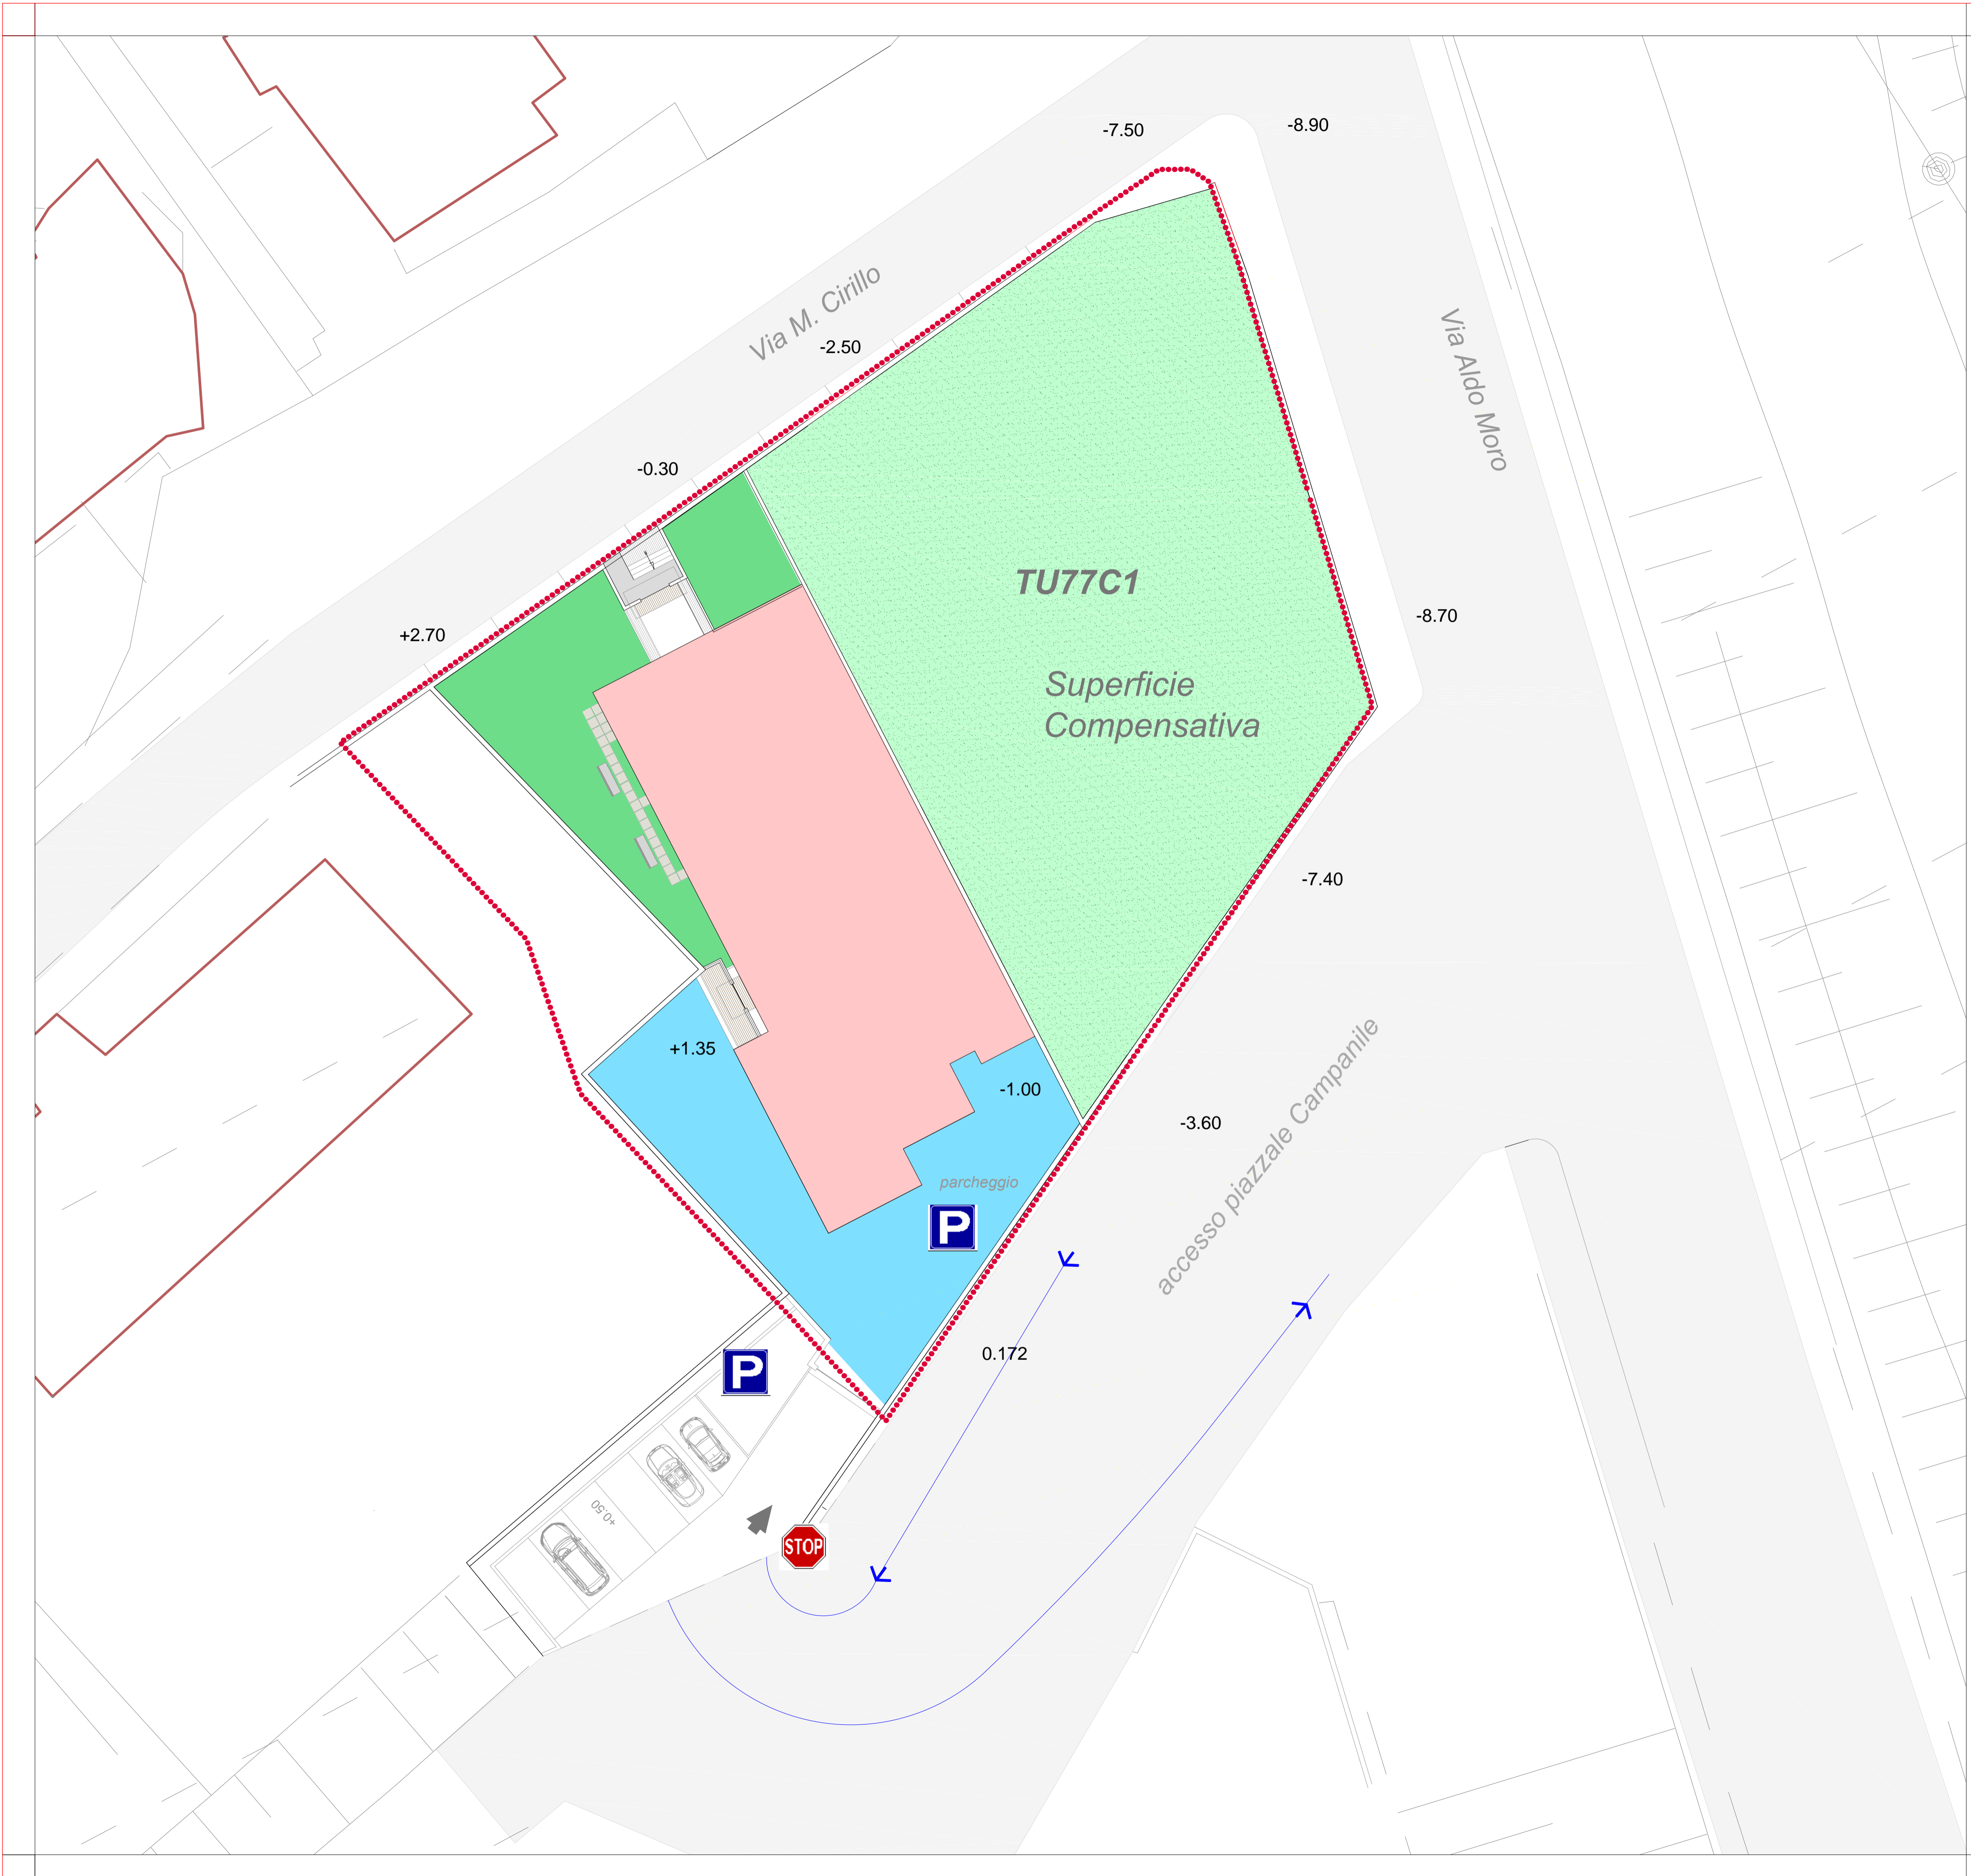 -7.50
-8.90
Via M. Cirillo
-2.50
Via Aldo Moro
-0.30
TU77C1
-8.70
+2.70
Superficie
Compensativa
-7.40
+1.35
-1.00
-3.60
accesso piazzale Campanile
parcheggio
P
0.172
P
+0.50
STOP